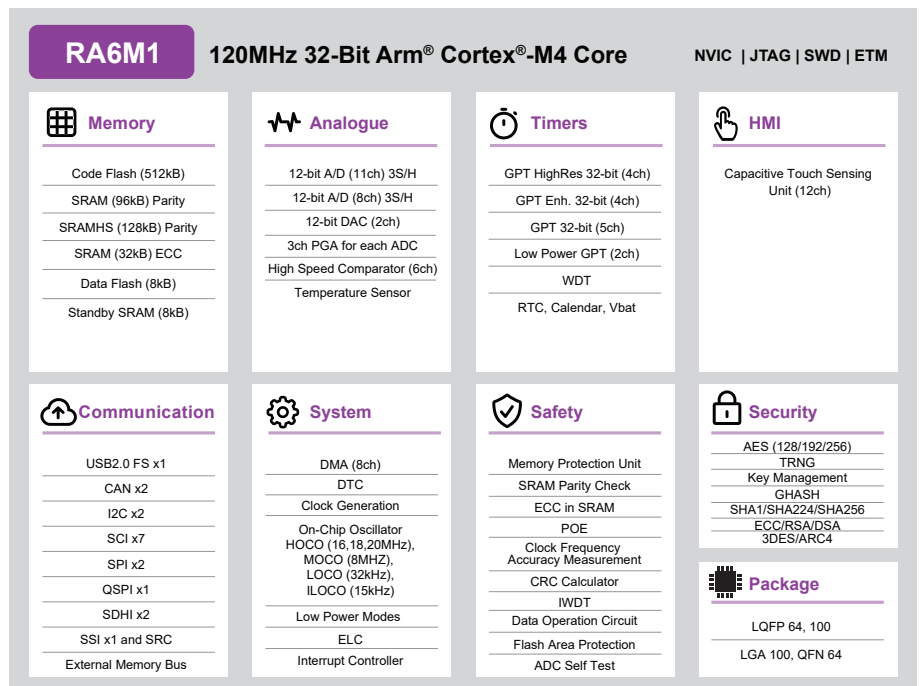 RA6M1
120MHz 32-Bit Arm® Cortex®-M4 Core
NVIC | JTAG | SWD | ETM
Memory
Code Flash (512kB)
SRAM (96kB) Parity
SRAMHS (128kB) Parity
SRAM (32kB) ECC
Data Flash (8kB)
Standby SRAM (8kB)
Analogue
12-bit A/D (11ch) 3S/H
12-bit A/D (8ch) 3S/H
12-bit DAC (2ch)
3ch PGA for each ADC
High Speed Comparator (6ch)
Temperature Sensor
Timers
GPT HighRes 32-bit (4ch)
GPT Enh. 32-bit (4ch)
GPT 32-bit (5ch)
Low Power GPT (2ch)
WDT
RTC, Calendar, Vbat
HMI
Capacitive Touch Sensing
Unit (12ch)
Communication
USB2.0 FS x1
CAN x2
I2C x2
SCI x7
SPI x2
QSPI x1
SDHI x2
SSI x1 and SRC
External Memory Bus
System
DMA (8ch)
DTC
Clock Generation
On-Chip Oscillator
HOCO (16,18,20MHz),
MOCO (8MHZ),
LOCO (32kHz),
ILOCO (15kHz)
Low Power Modes
ELC
Interrupt Controller
Safety
Memory Protection Unit
SRAM Parity Check
ECC in SRAM
POE
Clock Frequency
Accuracy Measurement
CRC Calculator
IWDT
Data Operation Circuit
Flash Area Protection
ADC Self Test
Security
AES (128/192/256)
TRNG
Key Management
GHASH
SHA1/SHA224/SHA256
ECC/RSA/DSA
3DES/ARC4
Package
LQFP 64, 100
LGA 100, QFN 64